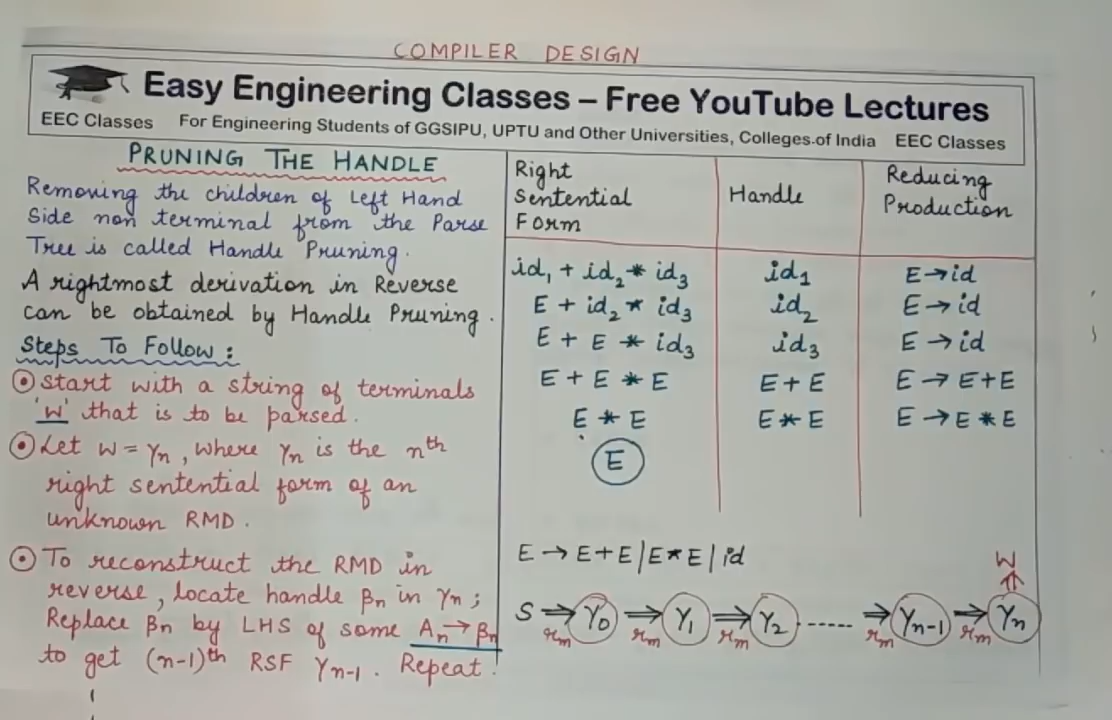 COMPILER DESIGN
Easy Engineering Classes – Free YouTube Lectures
EEC Classes For Engineering Students of GGSIPU, UPTU and Other Universities, Colleges.of India EEC Classes
PRUNING THE HANDLE
Removing the children of Left Hand
Side non terminal from the Parse
Tree is called Handle Pruning.
A rightmost derivation in Reverse
can be obtained by Handle Pruning.
Steps To Follow :
⊙ Start with a string of terminals
'W' that is to be parsed.
⊙ Let W = γₙ, where γₙ is the nᵗʰ
right sentential form of an
unknown RMD.
⊙ To reconstruct the RMD in
reverse, locate handle βₙ in γₙ;
Replace βₙ by LHS of some Aₙ → βₙ
to get (n-1)ᵗʰ RSF γₙ₋₁. Repeat.
Right Sentential Form | Handle | Reducing Production
id₁ + id₂ * id₃ | id₁ | E → id
E + id₂ * id₃ | id₂ | E → id
E + E * id₃ | id₃ | E → id
E + E * E | E + E | E → E+E
E * E | E * E | E → E * E
E
E → E+E | E*E | id
W
S ⇒ γ₀ ⇒ γ₁ ⇒ γ₂ ..... ⇒ γₙ₋₁ ⇒ γₙ
rm rm rm rm rm